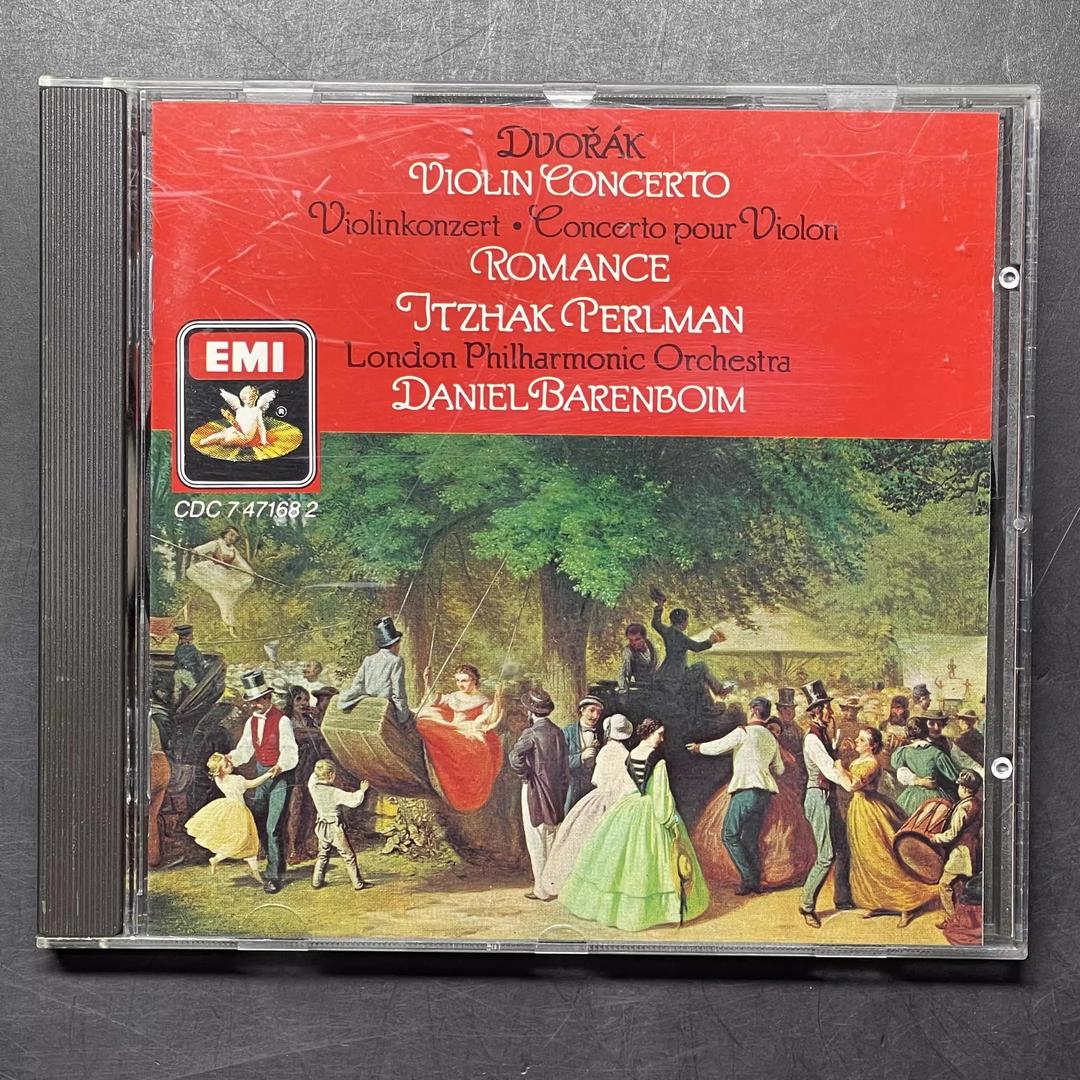 DVOŘÁK
VIOLIN CONCERTO
Violinkonzert • Concerto pour Violon
ROMANCE
ITZHAK PERLMAN
London Philharmonic Orchestra
DANIEL BARENBOIM
EMI
®
CDC 7 47168 2